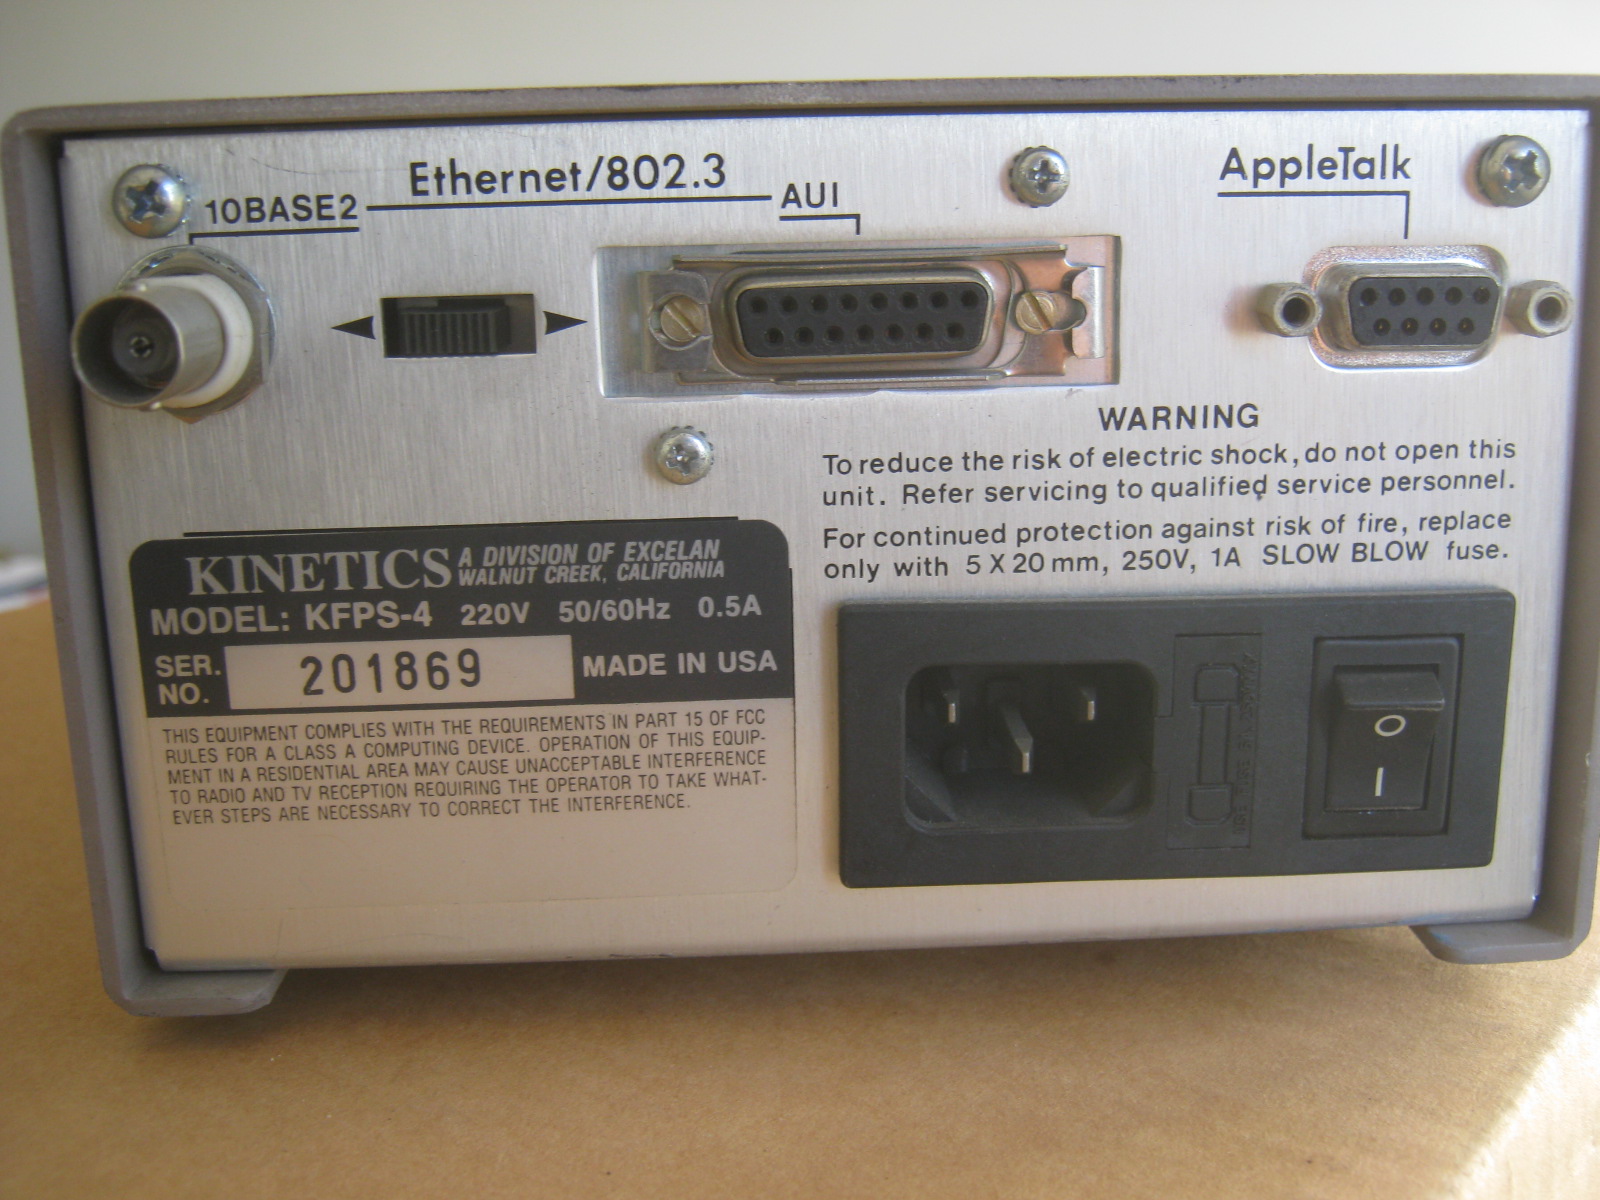 Ethernet/802.3
10BASE2
AUI
AppleTalk
WARNING
To reduce the risk of electric shock, do not open this
unit. Refer servicing to qualified service personnel.
For continued protection against risk of fire, replace
only with 5 X 20 mm, 250V, 1A SLOW BLOW fuse.
KINETICS A DIVISION OF EXCELAN
WALNUT CREEK, CALIFORNIA
MODEL: KFPS-4 220V 50/60Hz 0.5A
SER.
NO. 201869 MADE IN USA
THIS EQUIPMENT COMPLIES WITH THE REQUIREMENTS IN PART 15 OF FCC
RULES FOR A CLASS A COMPUTING DEVICE. OPERATION OF THIS EQUIP-
MENT IN A RESIDENTIAL AREA MAY CAUSE UNACCEPTABLE INTERFERENCE
TO RADIO AND TV RECEPTION REQUIRING THE OPERATOR TO TAKE WHAT-
EVER STEPS ARE NECESSARY TO CORRECT THE INTERFERENCE.
O
I